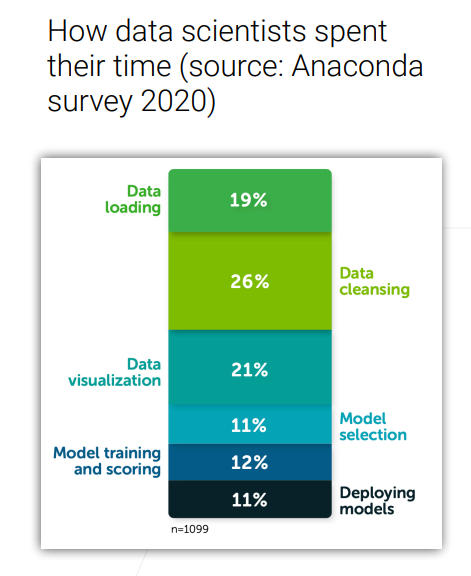 How data scientists spent
their time (source: Anaconda
survey 2020)
Data
loading
19%
26%
Data
cleansing
Data
visualization
21%
11%
Model
selection
Model training
and scoring
12%
11%
Deploying
models
n=1099